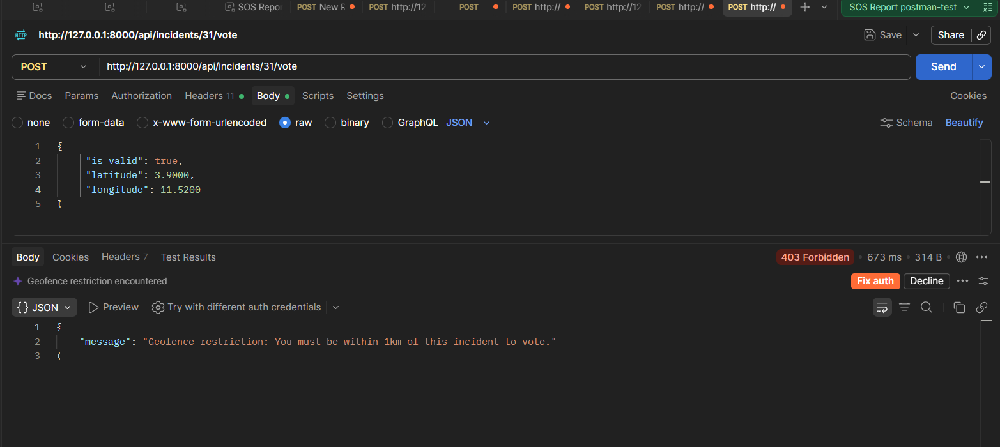 SOS Repor POST New R POST http://12 POST POST http:// POST http://12 POST http:// POST http:// SOS Report postman-test
HTTP http://127.0.0.1:8000/api/incidents/31/vote Save Share
POST http://127.0.0.1:8000/api/incidents/31/vote Send
Docs Params Authorization Headers 11 Body Scripts Settings Cookies
none form-data x-www-form-urlencoded raw binary GraphQL JSON Schema Beautify
1 {
2 "is_valid": true,
3 "latitude": 3.9000,
4 "longitude": 11.5200
5 }
Body Cookies Headers 7 Test Results 403 Forbidden • 673 ms • 314 B •
Geofence restriction encountered Fix auth Decline
{} JSON Preview Try with different auth credentials
1 {
2 "message": "Geofence restriction: You must be within 1km of this incident to vote."
3 }